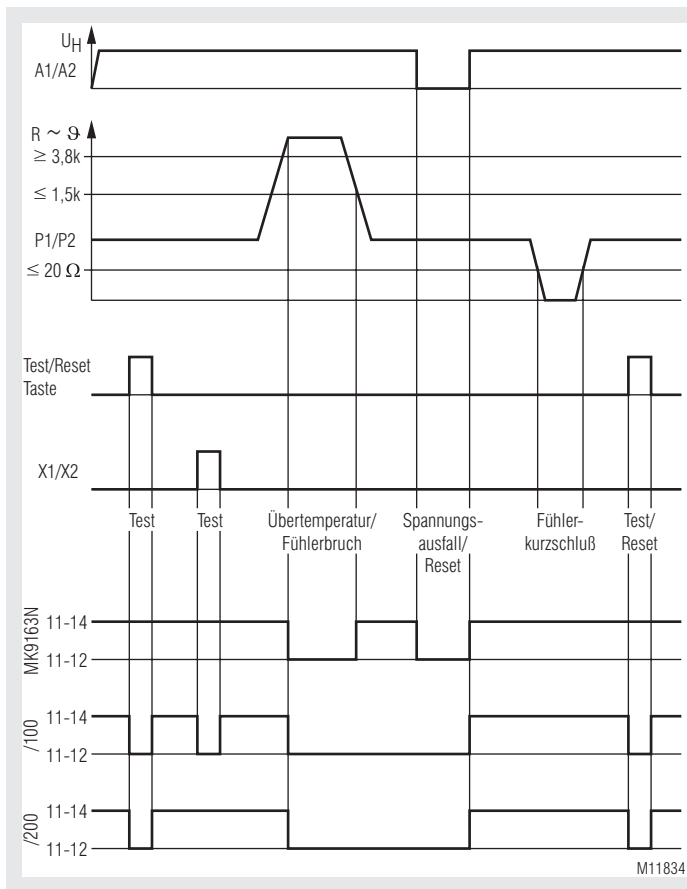 UH
A1/A2
R ~ ϑ
≥ 3,8k
≤ 1,5k
P1/P2
≤ 20 Ω
Test/Reset
Taste
X1/X2
Test
Test
Übertemperatur/
Fühlerbruch
Spannungs-
ausfall/
Reset
Fühler-
kurzschluß
Test/
Reset
MK9163N
11-14
11-12
/100
11-14
11-12
/200
11-14
11-12
M11834